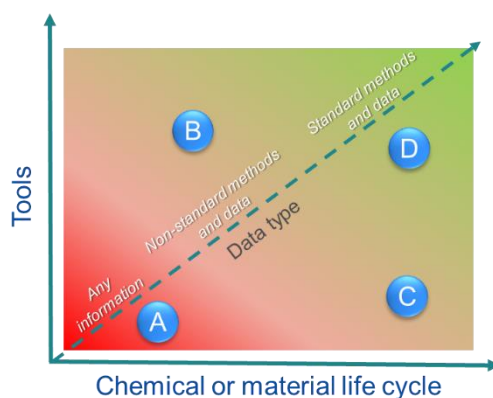 Tools
B
D
C
A
Any
information
Non-standard methods
and data
Standard methods
and data
Data type
Chemical or material life cycle